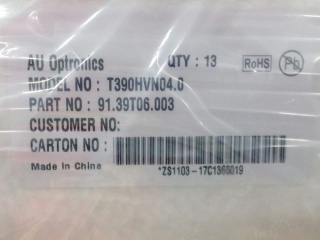 AU Optronics QTY : 13 RoHS Pb
MODEL NO : T390HVN04.0
PART NO : 91.39T06.003
CUSTOMER NO:
CARTON NO :
Made in China *ZS1103-17C1365019